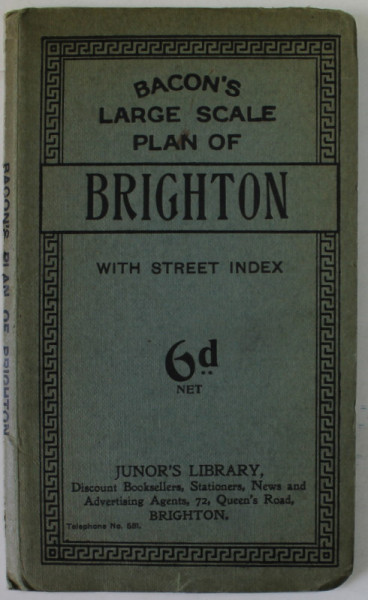 BACON'S
LARGE SCALE
PLAN OF
BRIGHTON
WITH STREET INDEX
6d
NET
JUNOR'S LIBRARY,
Discount Booksellers, Stationers, News and
Advertising Agents, 72, Queen's Road,
BRIGHTON.
Telephone No.
BACON'S PLAN OF BRIGHTON